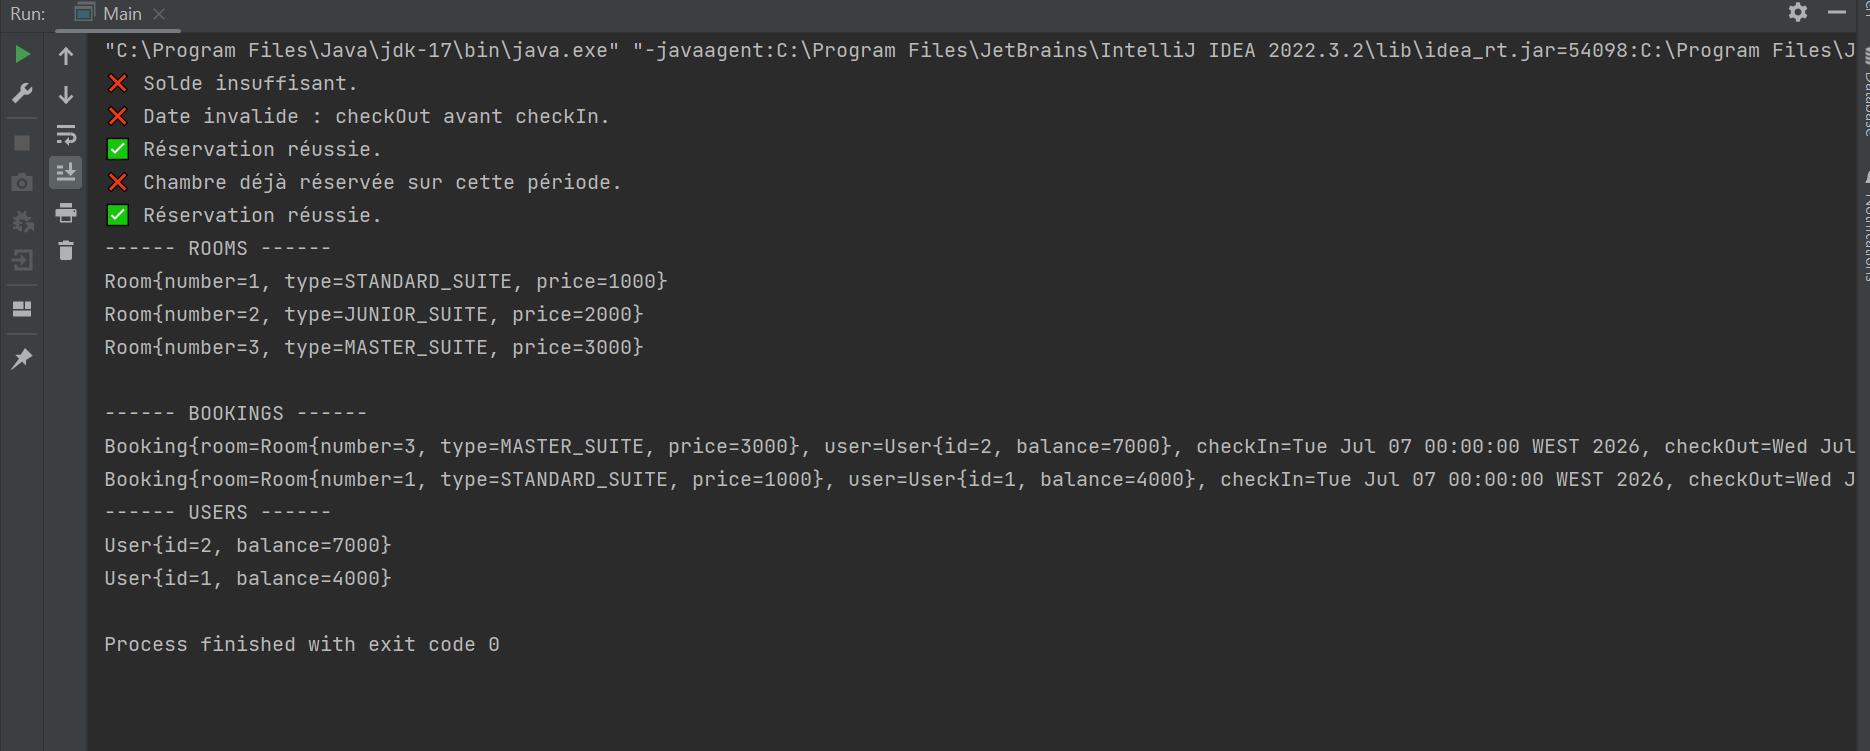 Run: Main
"C:\Program Files\Java\jdk-17\bin\java.exe" "-javaagent:C:\Program Files\JetBrains\IntelliJ IDEA 2022.3.2\lib\idea_rt.jar=54098:C:\Program Files\J
❌ Solde insuffisant.
❌ Date invalide : checkOut avant checkIn.
✅ Réservation réussie.
❌ Chambre déjà réservée sur cette période.
✅ Réservation réussie.
------ ROOMS ------
Room{number=1, type=STANDARD_SUITE, price=1000}
Room{number=2, type=JUNIOR_SUITE, price=2000}
Room{number=3, type=MASTER_SUITE, price=3000}
------ BOOKINGS ------
Booking{room=Room{number=3, type=MASTER_SUITE, price=3000}, user=User{id=2, balance=7000}, checkIn=Tue Jul 07 00:00:00 WEST 2026, checkOut=Wed Jul
Booking{room=Room{number=1, type=STANDARD_SUITE, price=1000}, user=User{id=1, balance=4000}, checkIn=Tue Jul 07 00:00:00 WEST 2026, checkOut=Wed J
------ USERS ------
User{id=2, balance=7000}
User{id=1, balance=4000}
Process finished with exit code 0